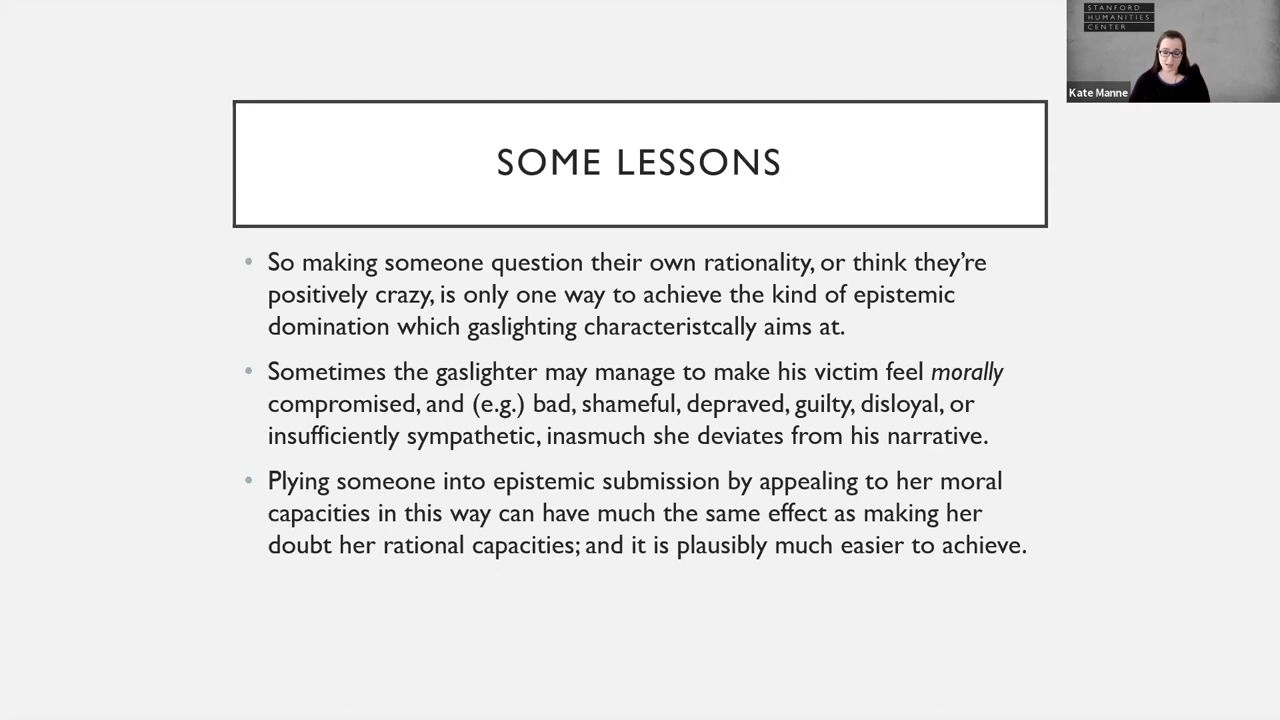 STANFORD
HUMANITIES
CENTER
Kate Manne
SOME LESSONS
• So making someone question their own rationality, or think they’re
positively crazy, is only one way to achieve the kind of epistemic
domination which gaslighting characteristcally aims at.
• Sometimes the gaslighter may manage to make his victim feel morally
compromised, and (e.g.) bad, shameful, depraved, guilty, disloyal, or
insufficiently sympathetic, inasmuch she deviates from his narrative.
• Plying someone into epistemic submission by appealing to her moral
capacities in this way can have much the same effect as making her
doubt her rational capacities; and it is plausibly much easier to achieve.